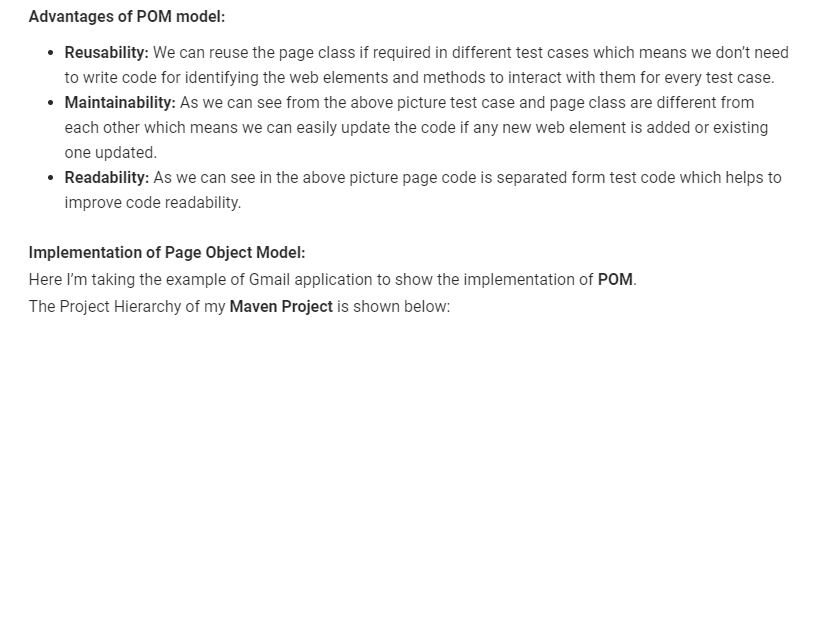 Advantages of POM model:
• Reusability: We can reuse the page class if required in different test cases which means we don't need
to write code for identifying the web elements and methods to interact with them for every test case.
• Maintainability: As we can see from the above picture test case and page class are different from
each other which means we can easily update the code if any new web element is added or existing
one updated.
• Readability: As we can see in the above picture page code is separated form test code which helps to
improve code readability.
Implementation of Page Object Model:
Here I'm taking the example of Gmail application to show the implementation of POM.
The Project Hierarchy of my Maven Project is shown below: